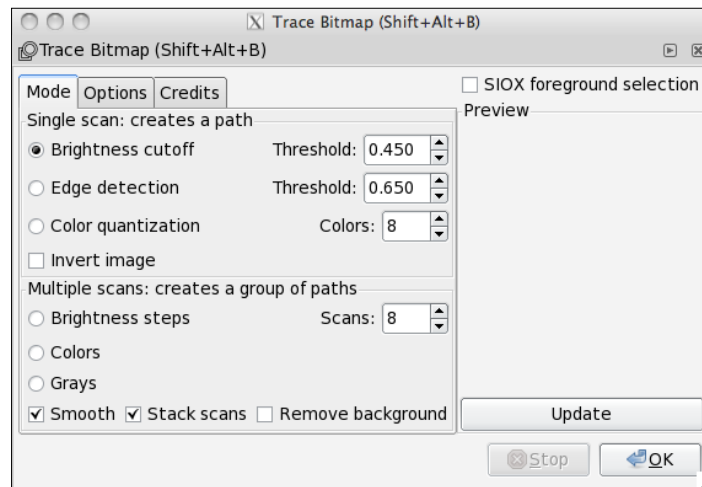 Trace Bitmap (Shift+Alt+B)
Trace Bitmap (Shift+Alt+B)
Mode Options Credits
SIOX foreground selection
Single scan: creates a path
Preview
Brightness cutoff Threshold: 0.450
Edge detection Threshold: 0.650
Color quantization Colors: 8
Invert image
Multiple scans: creates a group of paths
Brightness steps Scans: 8
Colors
Grays
Smooth Stack scans Remove background
Update
Stop OK